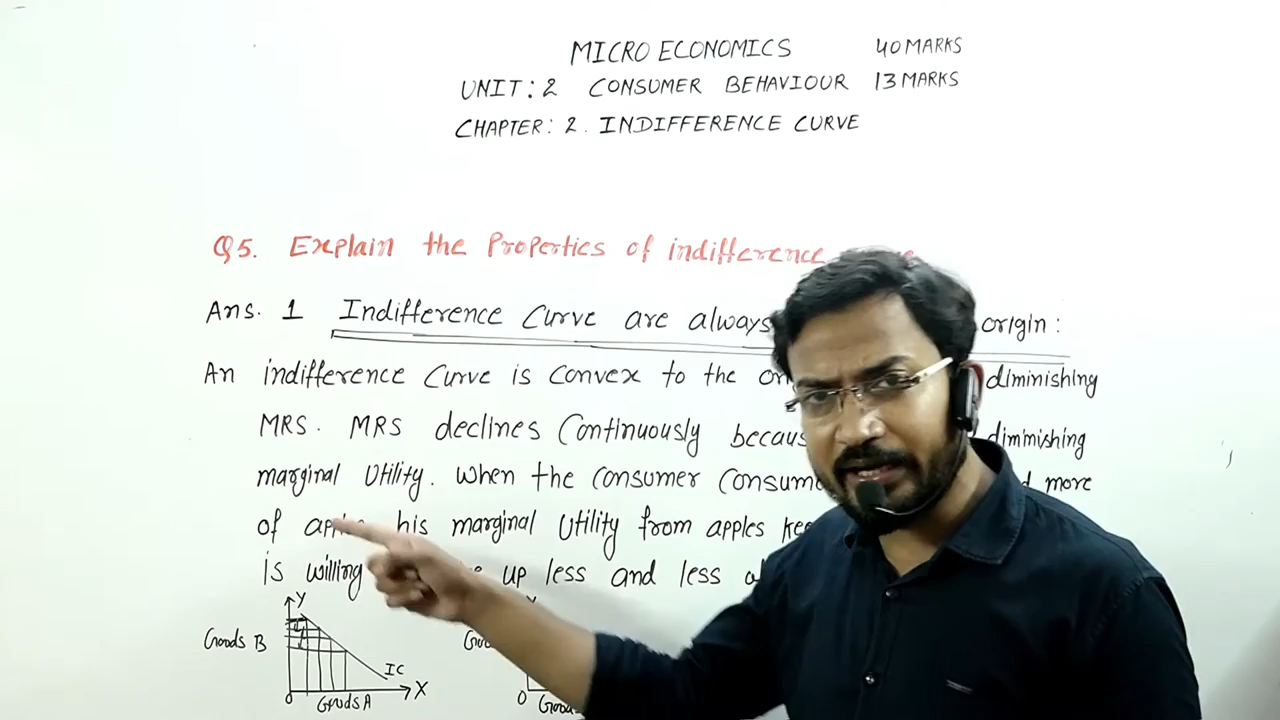 MICRO ECONOMICS 40 MARKS
UNIT: 2 CONSUMER BEHAVIOUR 13 MARKS
CHAPTER: 2. INDIFFERENCE CURVE
Q5. Explain the Properties of indifference
Ans. 1 Indifference Curve are always origin:
An indifference Curve is Convex to the diminishing
MRS. MRS declines Continuously diminishing
marginal Utility. When the Consumer more
of his marginal Utility from apples
is willing up less and less
Y
Goods B
IC
X
0
Goods A
0